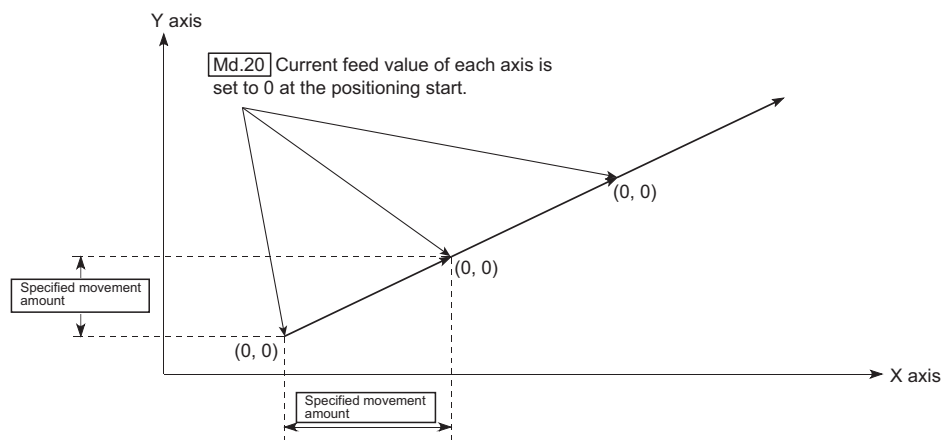 Y axis
Md.20 Current feed value of each axis is
set to 0 at the positioning start.
(0, 0)
(0, 0)
Specified movement
amount
(0, 0)
X axis
Specified movement
amount